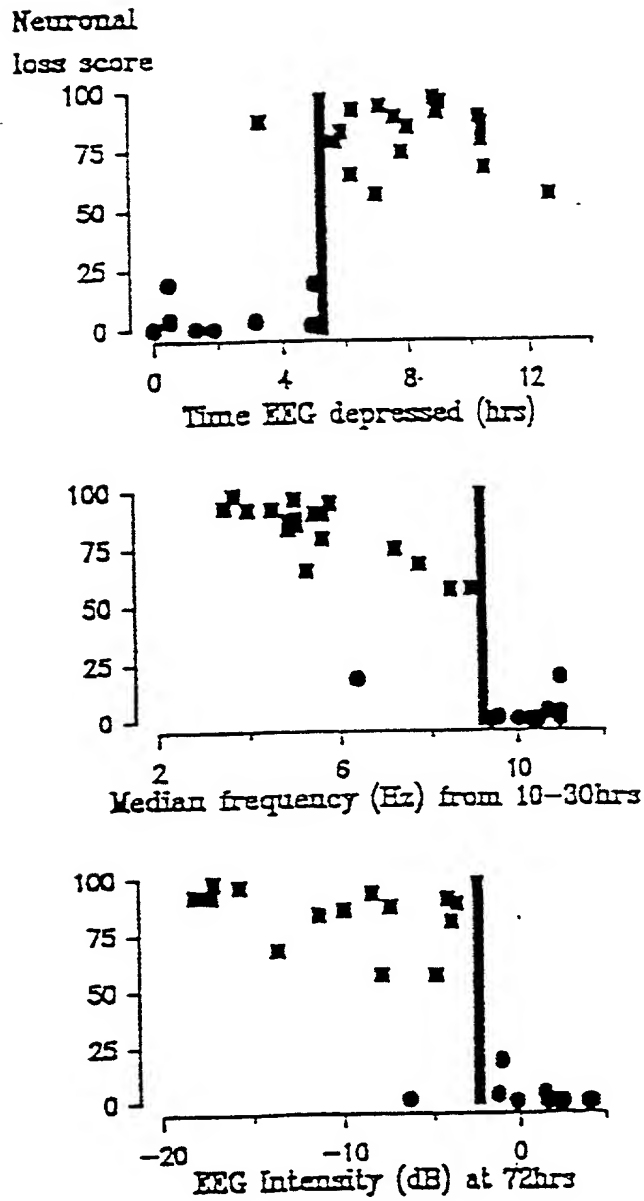 Neuronal
loss score
100
75
50
25
0
0 4 8 12
Time EEG depressed (hrs)
100
75
50
25
0
2 6 10
Median frequency (Hz) from 10-30hrs
100
75
50
25
0
-20 -10 0
EEG Intensity (dB) at 72hrs